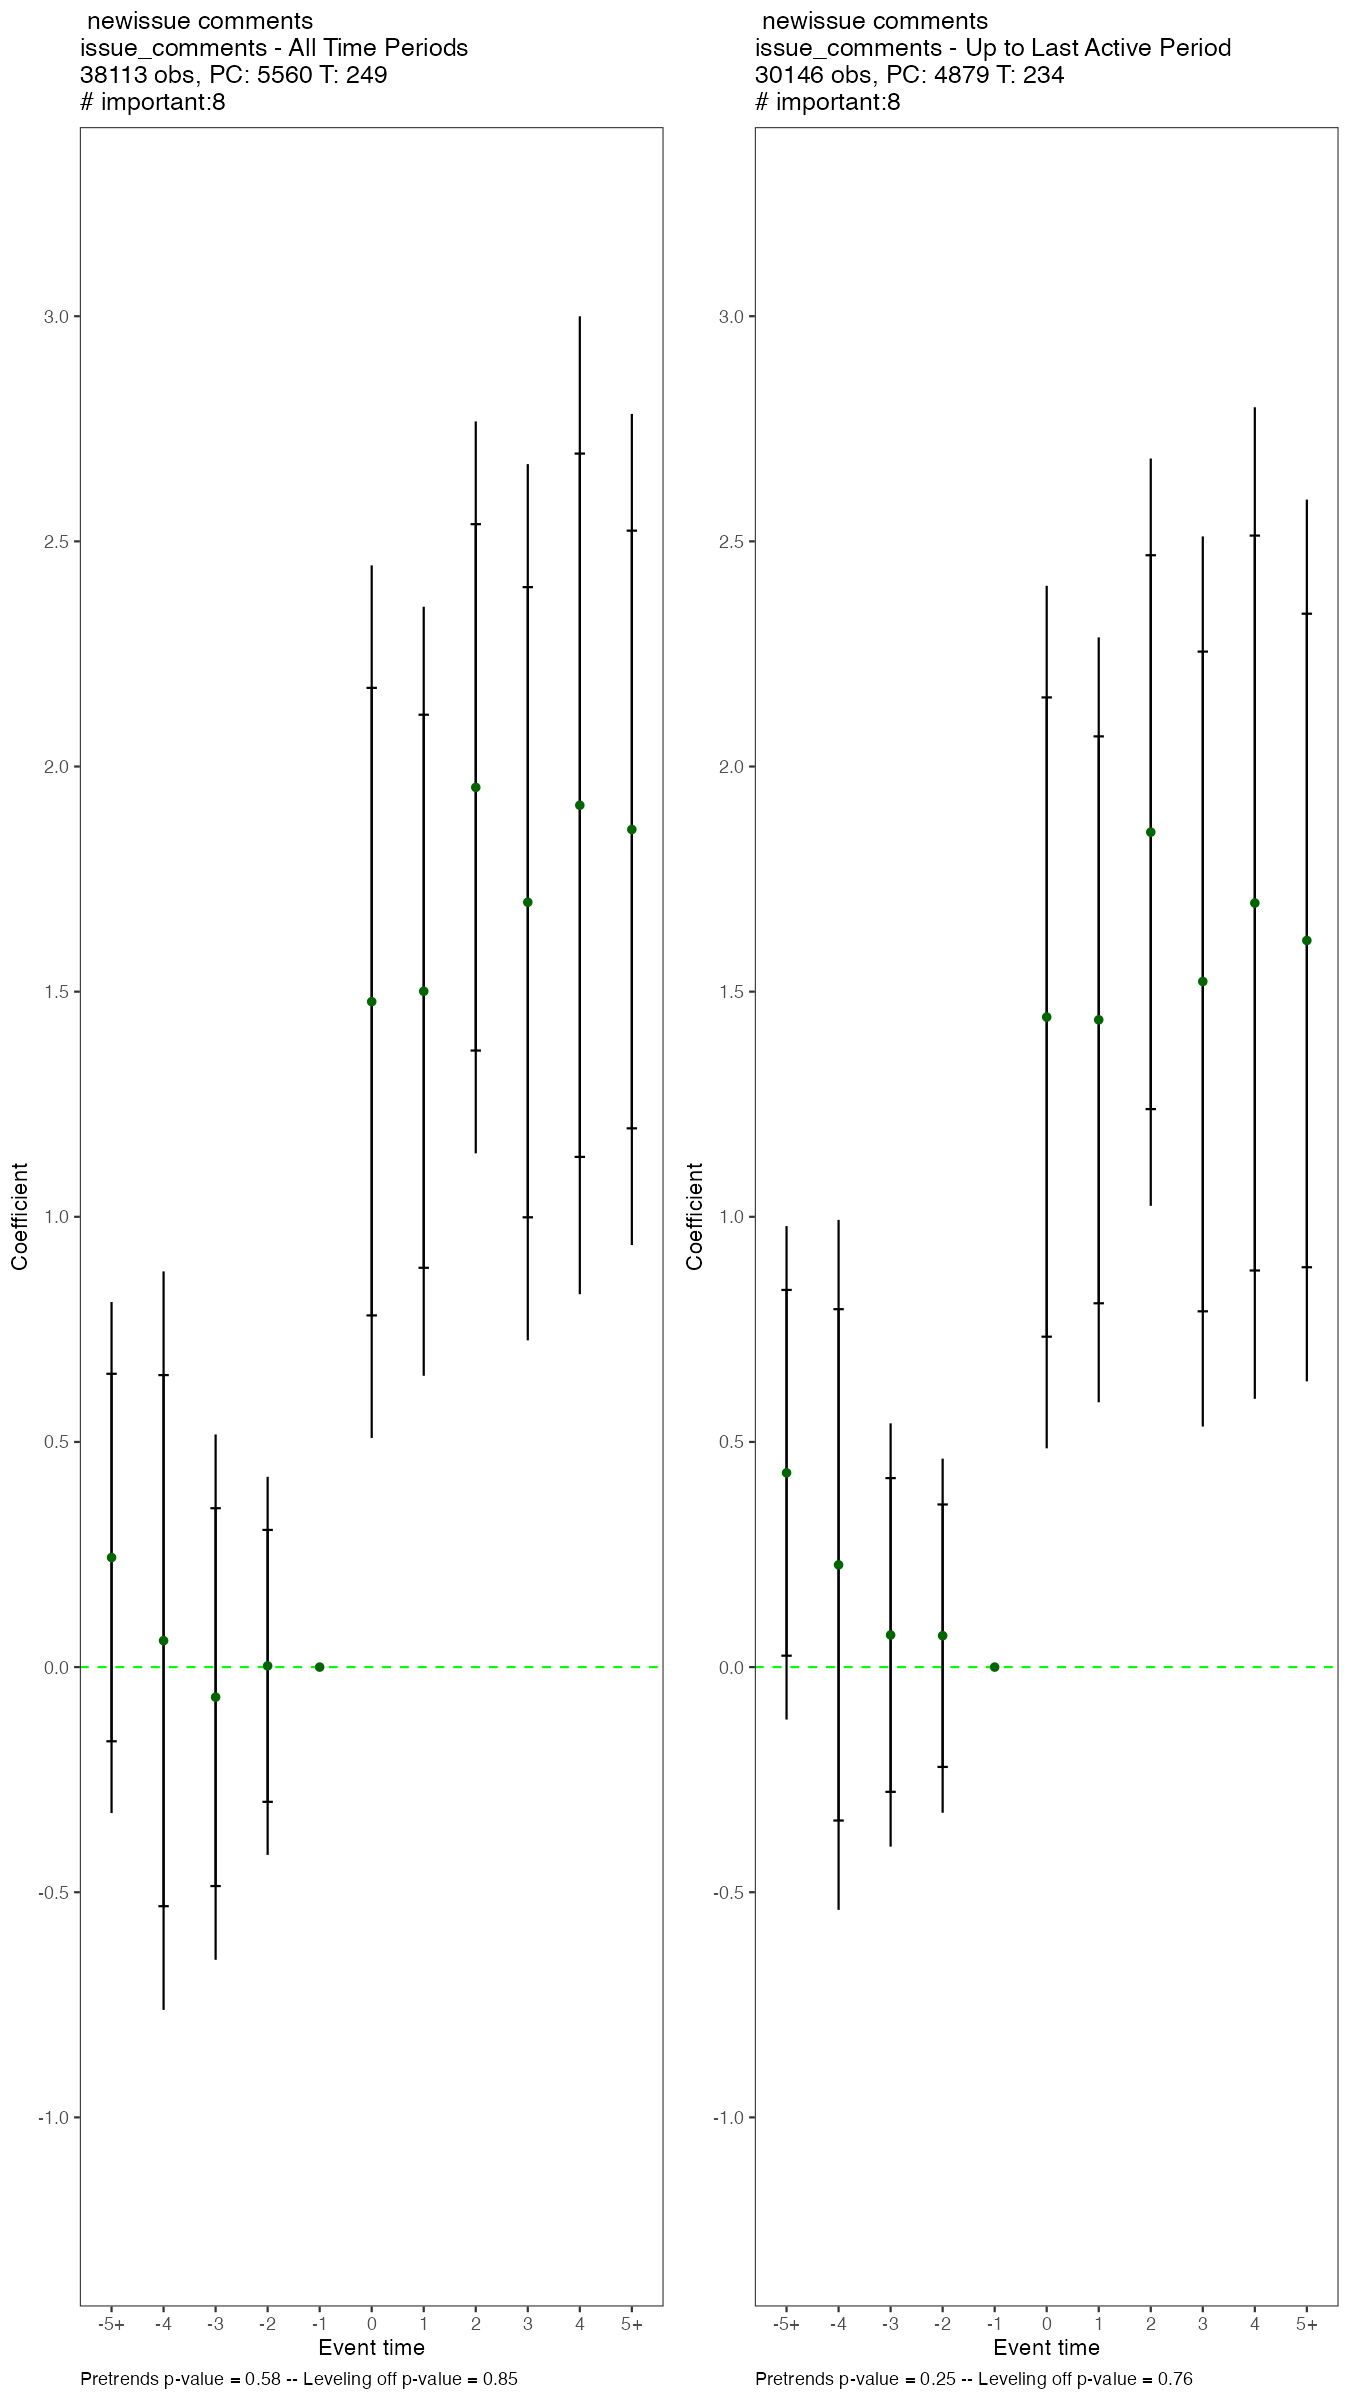 newissue comments
issue_comments - All Time Periods
38113 obs, PC: 5560 T: 249
# important:8
Coefficient
3.0
2.5
2.0
1.5
1.0
0.5
0.0
-0.5
-1.0
-5+ -4 -3 -2 -1 0 1 2 3 4 5+
Event time
Pretrends p-value = 0.58 -- Leveling off p-value = 0.85
newissue comments
issue_comments - Up to Last Active Period
30146 obs, PC: 4879 T: 234
# important:8
Coefficient
3.0
2.5
2.0
1.5
1.0
0.5
0.0
-0.5
-1.0
-5+ -4 -3 -2 -1 0 1 2 3 4 5+
Event time
Pretrends p-value = 0.25 -- Leveling off p-value = 0.76